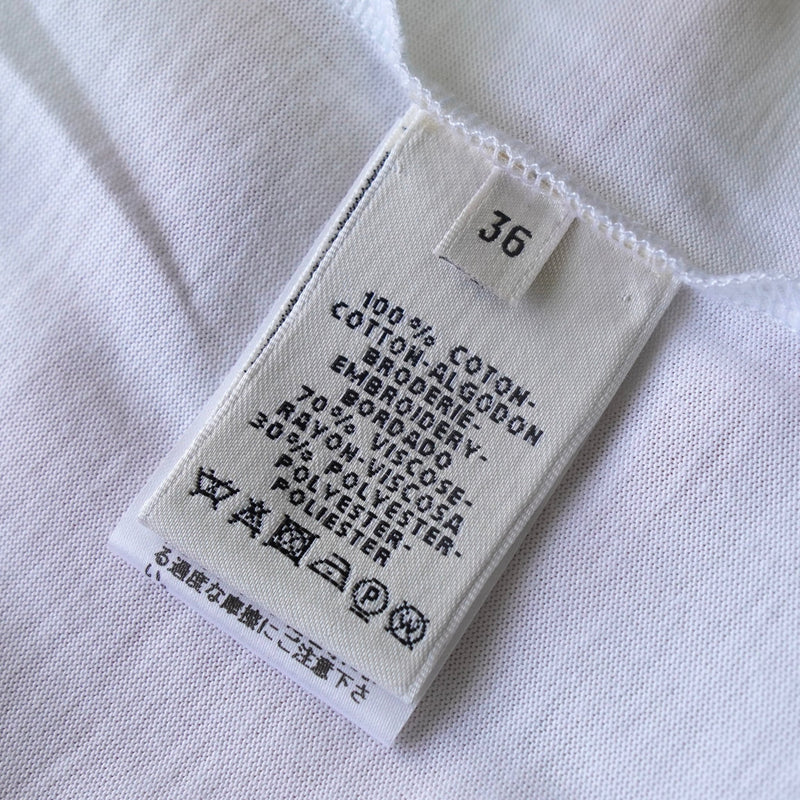 36
100% COTON-
COTTON-ALGODON
BRODERIE-
EMBROIDERY-
BORDADO
70% VISCOSE-
RAYON-VISCOSA
30% POLYESTER-
POLYESTER-
POLIESTER
P W
る過度な摩擦にご注意下さ
い